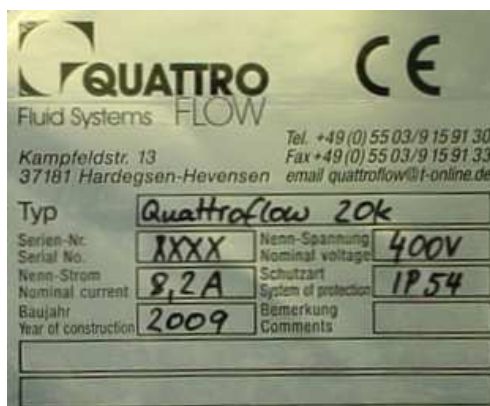 QUATTRO
FLOW
CE
Fluid Systems
Tel. +49 (0) 55 03/9 15 91 30
Kampfeldstr. 13 Fax +49 (0) 55 03/9 15 91 33
37181 Hardegsen-Hevensen email quattroflow@t-online.de
Typ Quattroflow 20k
Serien-Nr. XXXX Nenn-Spannung 400V
Serial No. Nominal voltage
Nenn-Strom 8,2A Schutzart IP54
Nominal current System of protection
Baujahr 2009 Bemerkung
Year of construction Comments